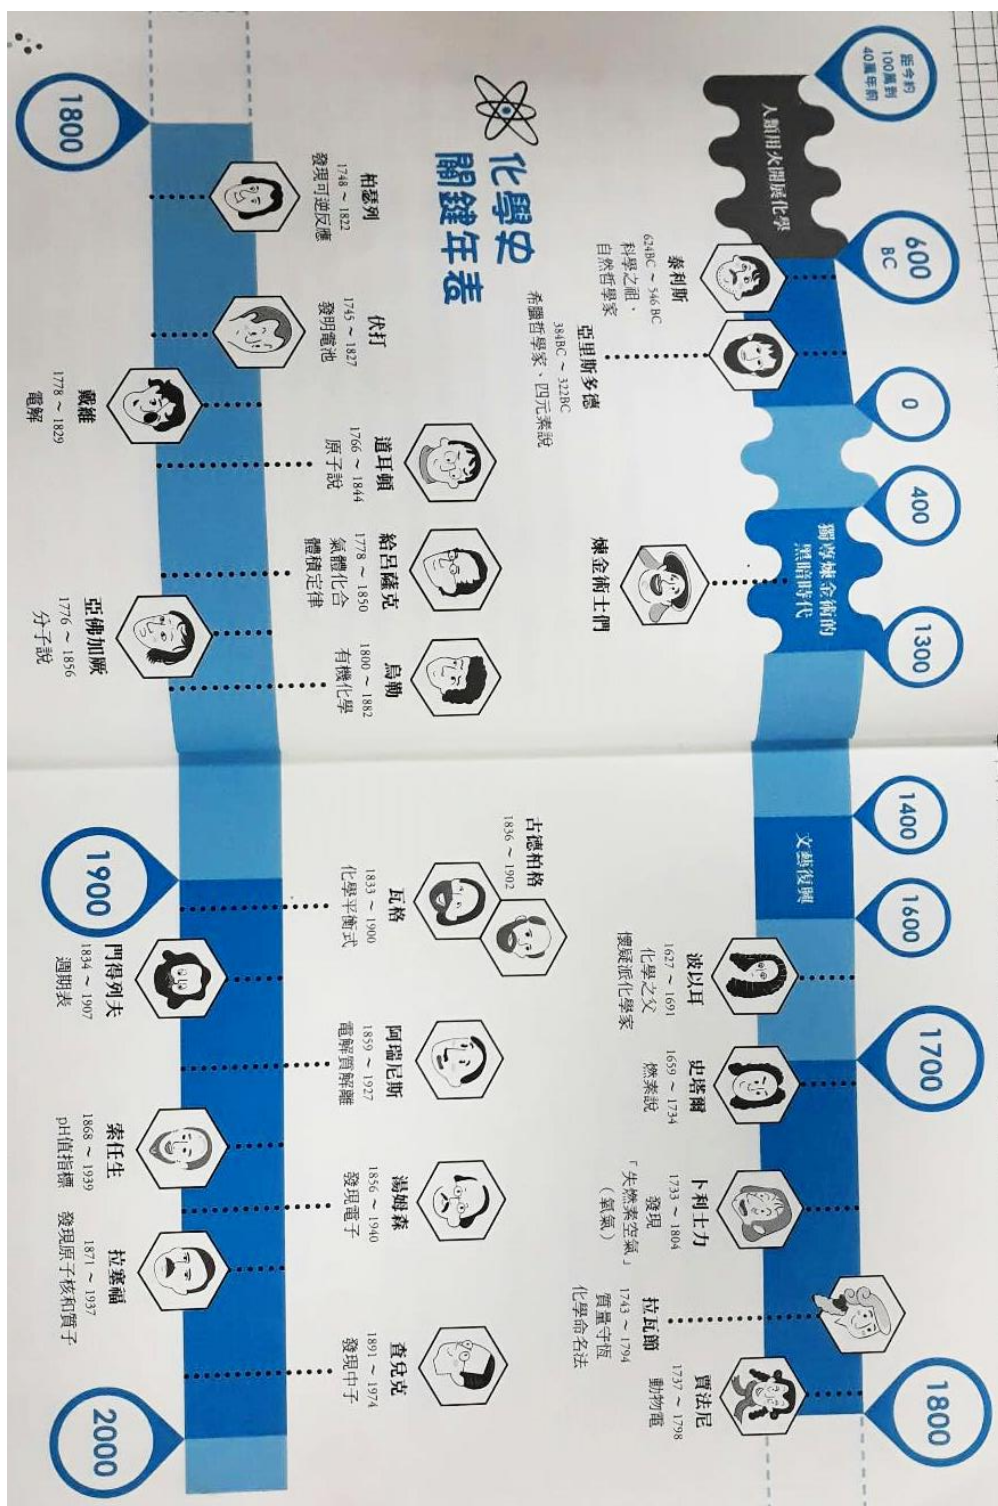 化學史
關鍵年表
距今約
100萬到
40萬年前
人類用火開展化學
600
BC
泰利斯
624BC～546 BC
科學之祖、
自然哲學家
亞里斯多德
384BC～322BC
希臘哲學家、四元素說
0
400
獨尊煉金術的
黑暗時代
煉金術士們
1300
1400
文藝復興
1600
波以耳
1627～1691
化學之父
懷疑派化學家
1700
史塔爾
1659～1734
燃素說
卜利士力
1733～1804
發現
「失燃素空氣」
（氧氣）
拉瓦節
1743～1794
質量守恆
化學命名法
賈法尼
1737～1798
動物電
1800
1800
柏瑟列
1748～1822
發現可逆反應
伏打
1745～1827
發明電池
戴維
1778～1829
電解
道耳頓
1766～1844
原子說
給呂薩克
1778～1850
氣體化合
體積定律
亞佛加厥
1776～1856
分子說
烏勒
1800～1882
有機化學
1900
古德柏格
1836～1902
瓦格
1833～1900
化學平衡式
門得列夫
1834～1907
週期表
阿瑞尼斯
1859～1927
電解質解離
索任生
1868～1939
pH值指標
湯姆森
1856～1940
發現電子
拉塞福
1871～1937
發現原子核和質子
查兌克
1891～1974
發現中子
2000